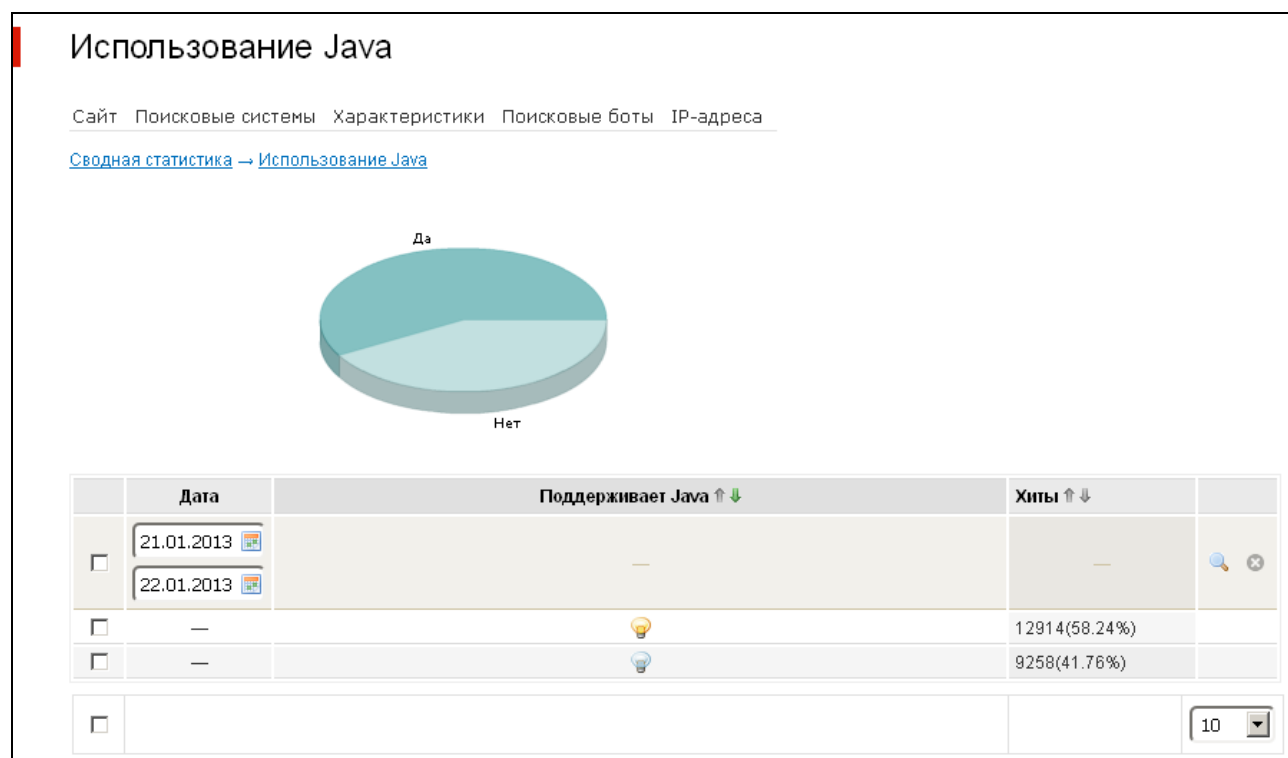 Использование Java
Сайт Поисковые системы Характеристики Поисковые боты IP-адреса
Сводная статистика → Использование Java
Да
Нет
Дата Поддерживает Java ⇑ ⇓ Хиты ⇑ ⇓
21.01.2013
— —
22.01.2013
— 12914(58.24%)
— 9258(41.76%)
10